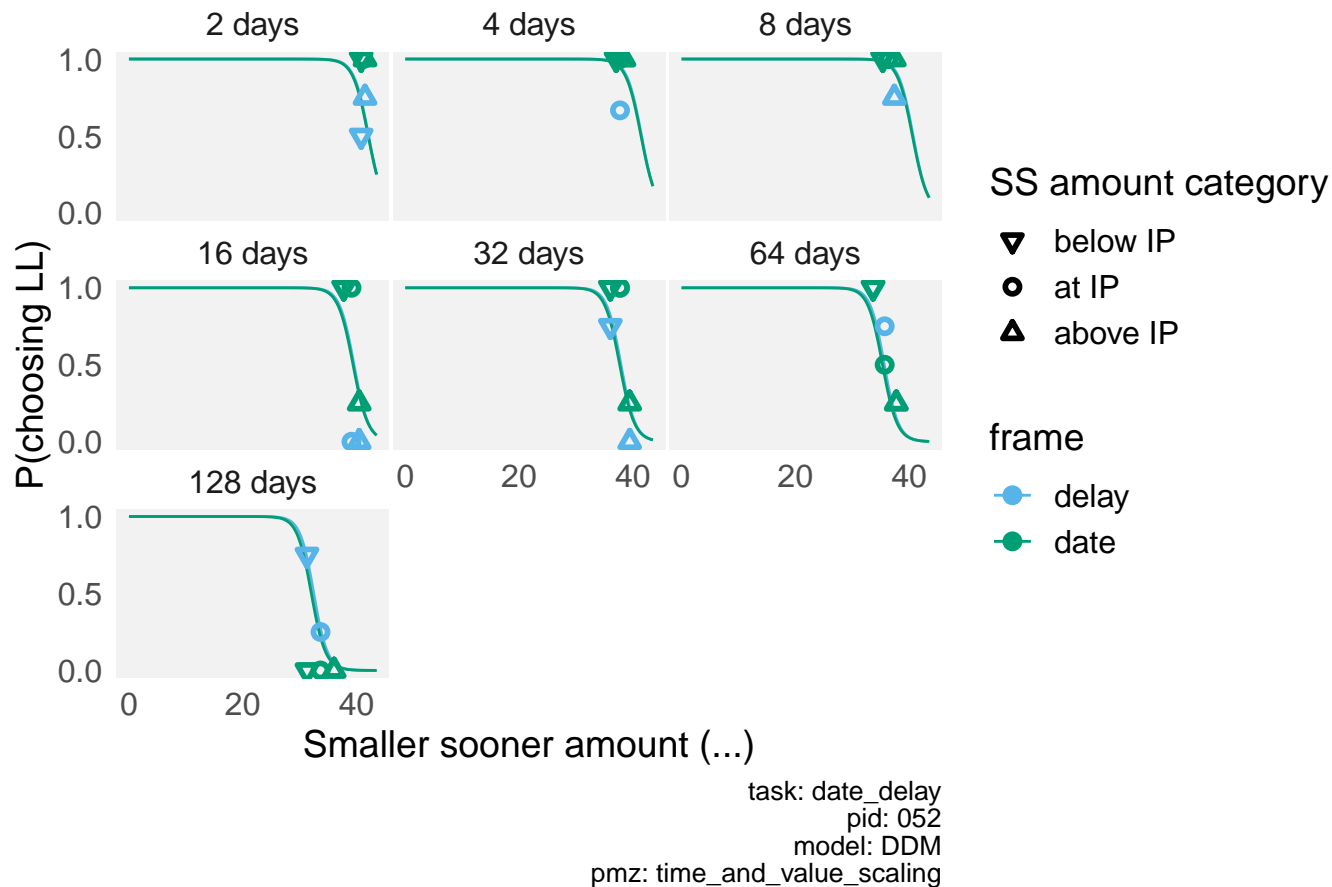 2 days
4 days
8 days
1.0
0.5
0.0
16 days
32 days
64 days
1.0
0.5
0.0
0
20
40
0
20
40
128 days
1.0
0.5
0.0
0
20
40
P(choosing LL)
Smaller sooner amount (...)
SS amount category
below IP
at IP
above IP
frame
delay
date
task: date_delay
pid: 052
model: DDM
pmz: time_and_value_scaling